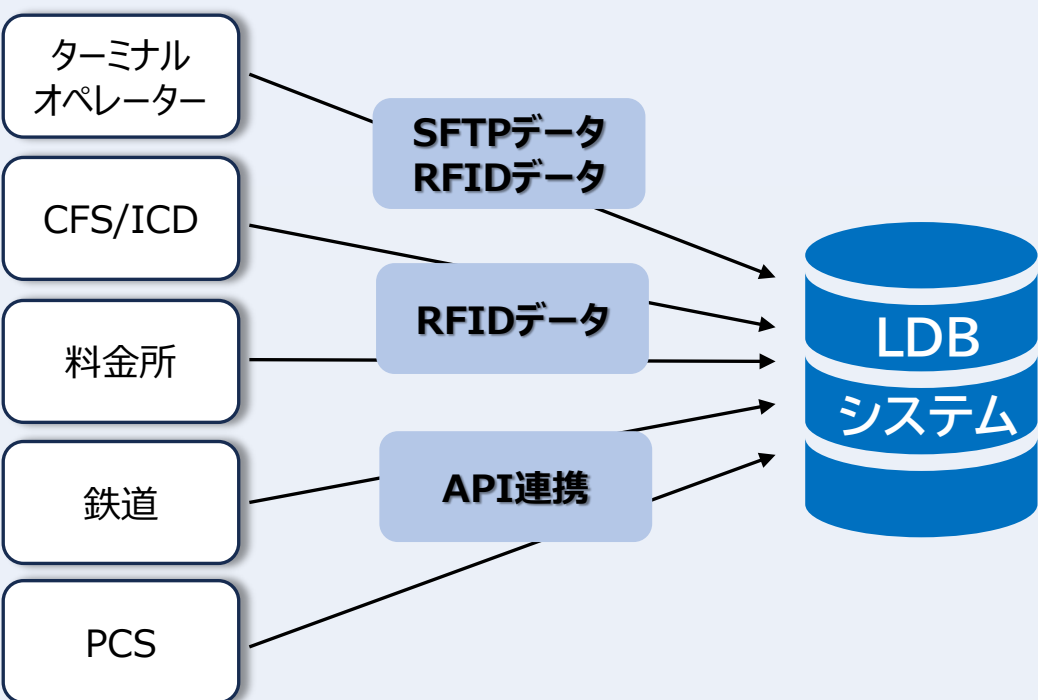 ターミナル
オペレーター
SFTPデータ
RFIDデータ
CFS/ICD
RFIDデータ
料金所
LDB
システム
鉄道
API連携
PCS